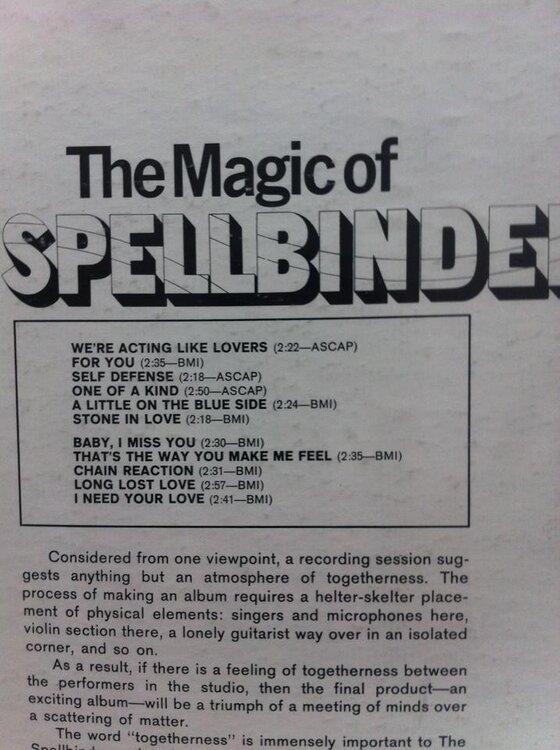 The Magic of
SPELLBINDE
WE'RE ACTING LIKE LOVERS (2:22—ASCAP)
FOR YOU (2:35—BMI)
SELF DEFENSE (2:18—ASCAP)
ONE OF A KIND (2:50—ASCAP)
A LITTLE ON THE BLUE SIDE (2:24—BMI)
STONE IN LOVE (2:18—BMI)
BABY, I MISS YOU (2:30—BMI)
THAT'S THE WAY YOU MAKE ME FEEL (2:35—BMI)
CHAIN REACTION (2:31—BMI)
LONG LOST LOVE (2:57—BMI)
I NEED YOUR LOVE (2:41—BMI)
Considered from one viewpoint, a recording session sug-
gests anything but an atmosphere of togetherness. The
process of making an album requires a helter-skelter place-
ment of physical elements: singers and microphones here,
violin section there, a lonely guitarist way over in an isolated
corner, and so on.
As a result, if there is a feeling of togetherness between
the performers in the studio, then the final product—an
exciting album—will be a triumph of a meeting of minds over
a scattering of matter.
The word "togetherness" is immensely important to The